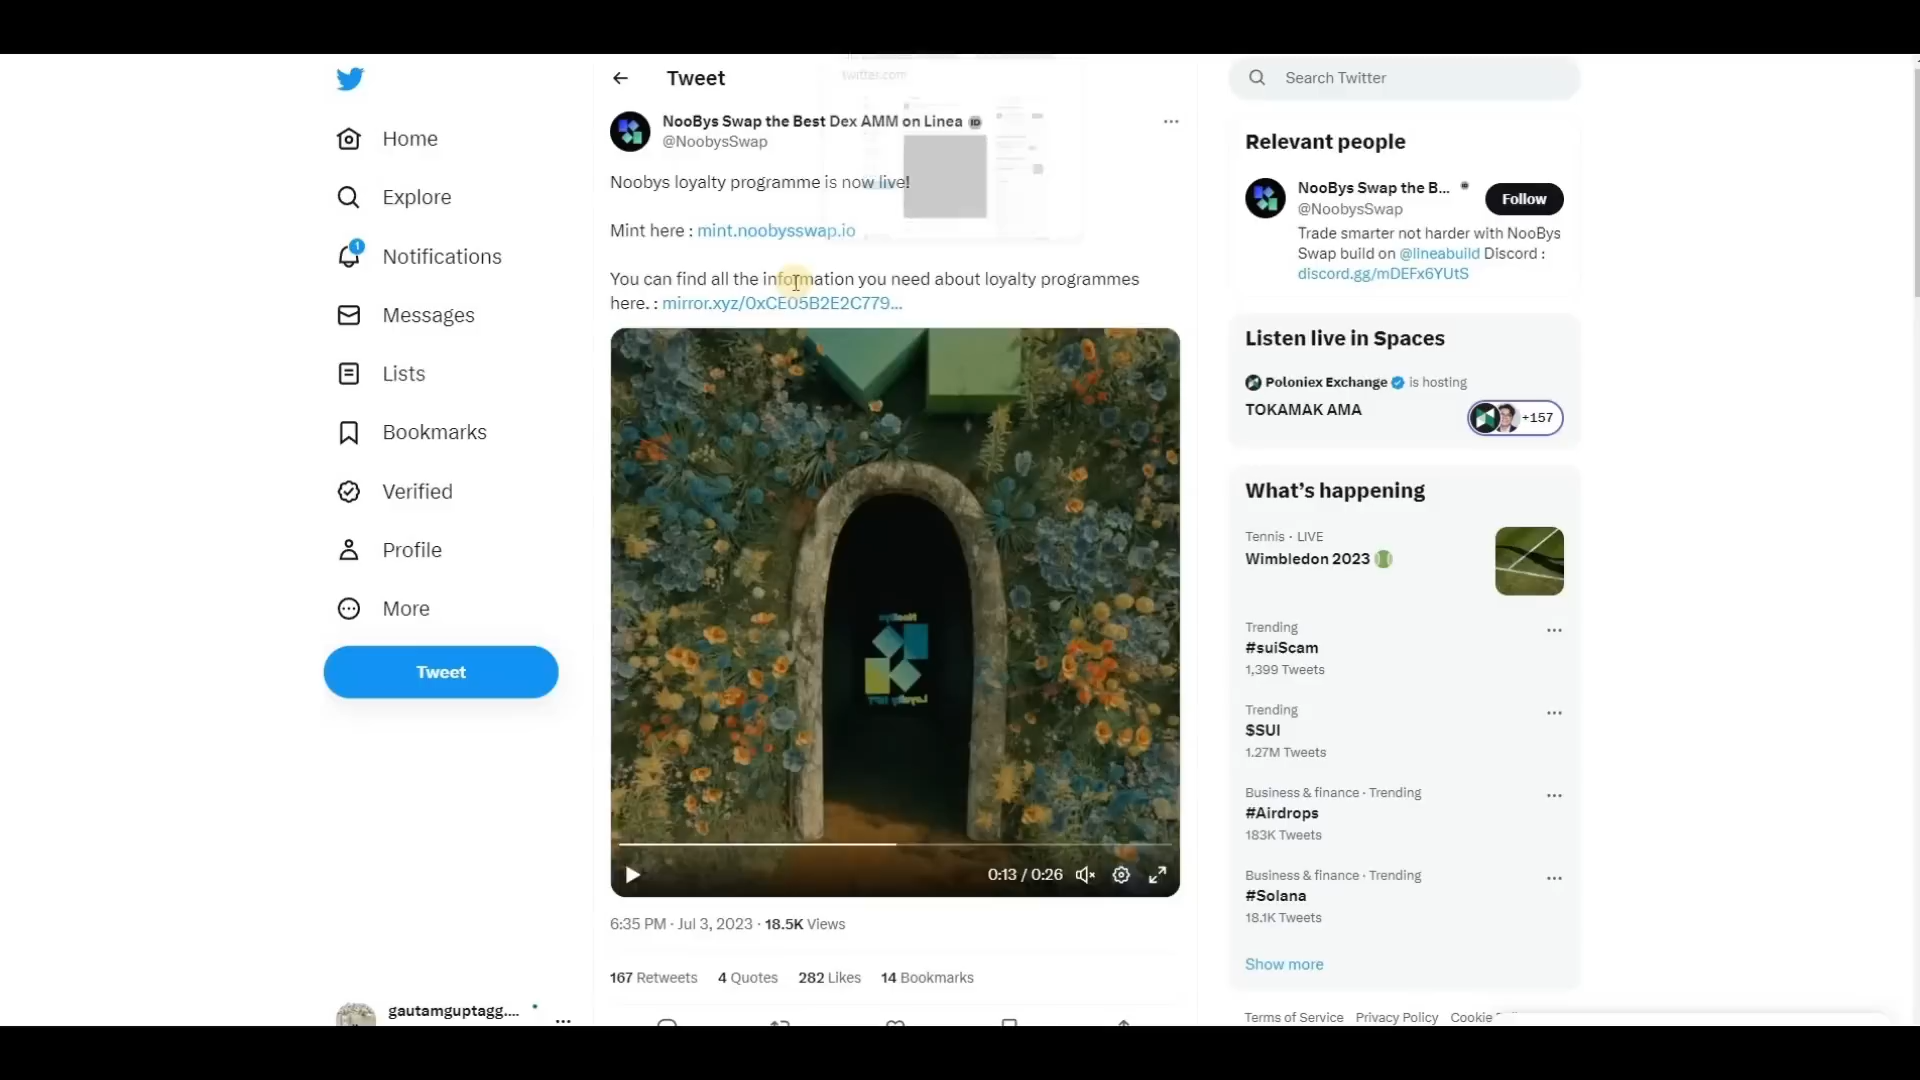 Home
Explore
1
Notifications
Messages
Lists
Bookmarks
Verified
Profile
More
Tweet
gautamguptagg....
Tweet
twitter.com
NooBys Swap the Best Dex AMM on Linea
@NoobysSwap
Noobys loyalty programme is now live!
Mint here : mint.noobysswap.io
You can find all the information you need about loyalty programmes
here. : mirror.xyz/0xCE05B2E2C779...
0:13 / 0:26
6:35 PM · Jul 3, 2023 · 18.5K Views
167 Retweets 4 Quotes 282 Likes 14 Bookmarks
Search Twitter
Relevant people
NooBys Swap the B...
@NoobysSwap
Follow
Trade smarter not harder with NooBys
Swap build on @lineabuild Discord :
discord.gg/mDEFx6YUtS
Listen live in Spaces
Poloniex Exchange is hosting
TOKAMAK AMA
+157
What's happening
Tennis · LIVE
Wimbledon 2023
Trending
#suiScam
1,399 Tweets
Trending
$SUI
1.27M Tweets
Business & finance · Trending
#Airdrops
183K Tweets
Business & finance · Trending
#Solana
18.1K Tweets
Show more
Terms of Service Privacy Policy Cookie